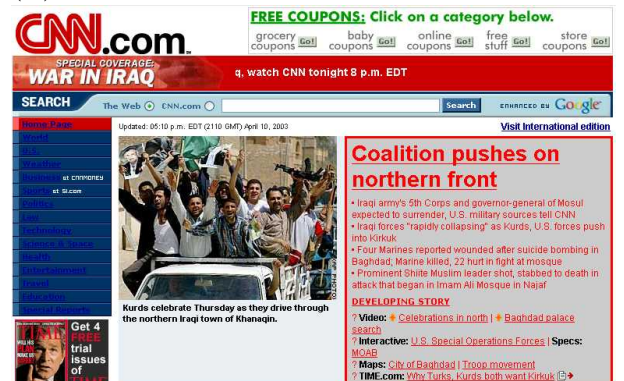 CNN.com
FREE COUPONS: Click on a category below.
grocery coupons Go!
baby coupons Go!
online coupons Go!
free stuff Go!
store coupons Go!
SPECIAL COVERAGE:
WAR IN IRAQ
q, watch CNN tonight 8 p.m. EDT
SEARCH
The Web
CNN.com
Search
ENHANCED BY Google
Home Page
World
U.S.
Weather
Business at CNNMONEY
Sports at SI.com
Politics
Law
Technology
Science & Space
Health
Entertainment
Travel
Education
Special Reports
TIME
Get 4
FREE
trial
issues
of
TIME
Updated: 05:10 p.m. EDT (2110 GMT) April 10, 2003
Visit International edition
Kurds celebrate Thursday as they drive through
the northern Iraqi town of Khanaqin.
Coalition pushes on
northern front
• Iraqi army's 5th Corps and governor-general of Mosul
expected to surrender, U.S. military sources tell CNN
• Iraqi forces "rapidly collapsing" as Kurds, U.S. forces push
into Kirkuk
• Four Marines reported wounded after suicide bombing in
Baghdad; Marine killed, 22 hurt in fight at mosque
• Prominent Shiite Muslim leader shot, stabbed to death in
attack that began in Imam Ali Mosque in Najaf
DEVELOPING STORY
? Video: Celebrations in north | Baghdad palace
search
? Interactive: U.S. Special Operations Forces | Specs:
MOAB
? Maps: City of Baghdad | Troop movement
? TIME.com: Why Turks, Kurds both want Kirkuk